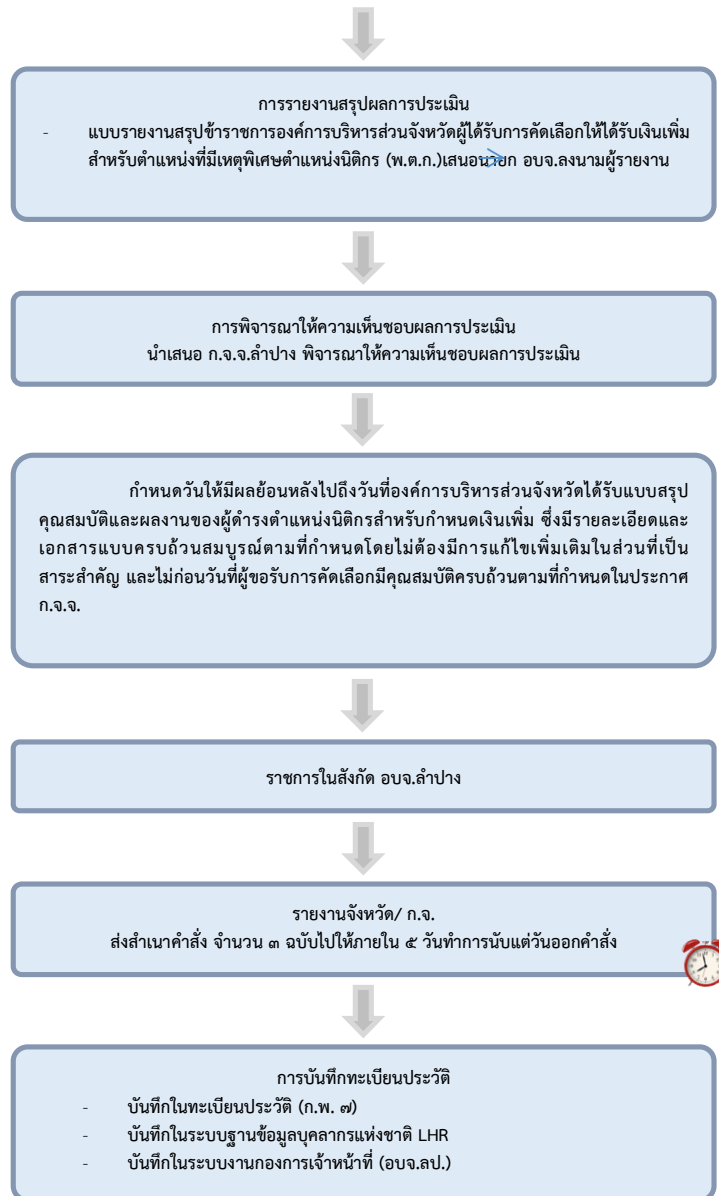 การรายงานสรุปผลการประเมิน
- แบบรายงานสรุปข้าราชการองค์การบริหารส่วนจังหวัดผู้ได้รับการคัดเลือกให้ได้รับเงินเพิ่ม
สำหรับตำแหน่งที่มีเหตุพิเศษตำแหน่งนิติกร (พ.ต.ก.)เสนอนายก อบจ.ลงนามผู้รายงาน
การพิจารณาให้ความเห็นชอบผลการประเมิน
นำเสนอ ก.จ.จ.ลำปาง พิจารณาให้ความเห็นชอบผลการประเมิน
กำหนดวันให้มีผลย้อนหลังไปถึงวันที่องค์การบริหารส่วนจังหวัดได้รับแบบสรุป
คุณสมบัติและผลงานของผู้ดำรงตำแหน่งนิติกรสำหรับกำหนดเงินเพิ่ม ซึ่งมีรายละเอียดและ
เอกสารแบบครบถ้วนสมบูรณ์ตามที่กำหนดโดยไม่ต้องมีการแก้ไขเพิ่มเติมในส่วนที่เป็น
สาระสำคัญ และไม่ก่อนวันที่ผู้ขอรับการคัดเลือกมีคุณสมบัติครบถ้วนตามที่กำหนดในประกาศ
ก.จ.จ.
ราชการในสังกัด อบจ.ลำปาง
รายงานจังหวัด/ ก.จ.
ส่งสำเนาคำสั่ง จำนวน ๓ ฉบับไปให้ภายใน ๕ วันทำการนับแต่วันออกคำสั่ง
การบันทึกทะเบียนประวัติ
- บันทึกในทะเบียนประวัติ (ก.พ. ๗)
- บันทึกในระบบฐานข้อมูลบุคลากรแห่งชาติ LHR
- บันทึกในระบบงานกองการเจ้าหน้าที่ (อบจ.ลป.)